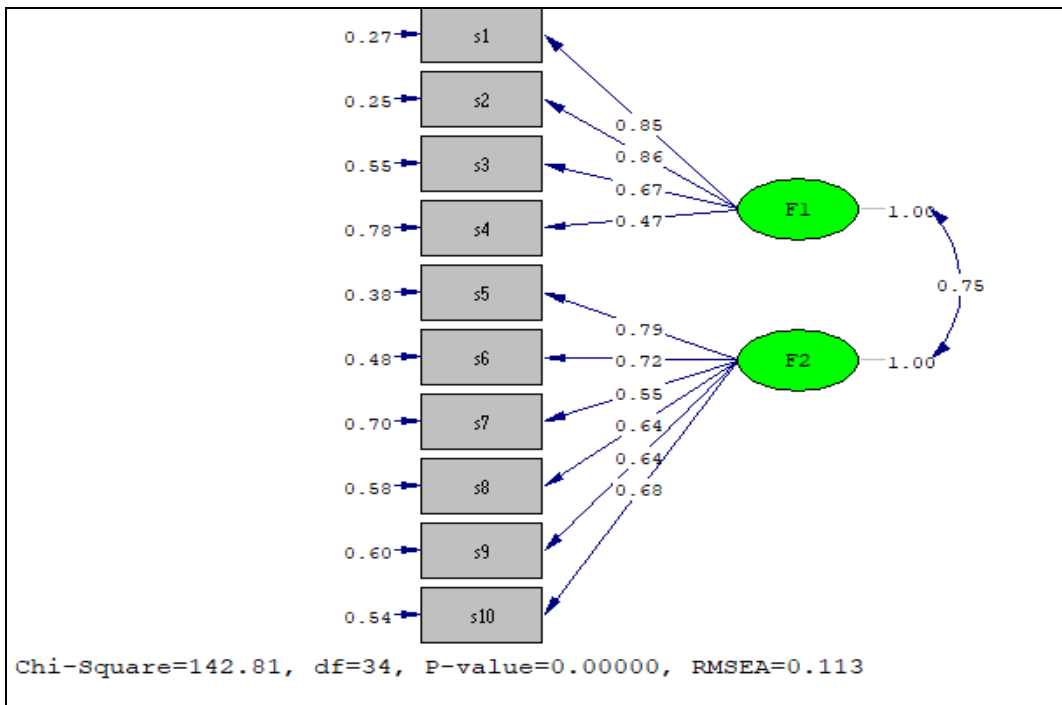 0.27 s1
0.85
0.25 s2
0.86
0.55 s3
0.67
F1 1.00
0.78 s4
0.47
0.75
0.38 s5
0.79
0.48 s6
0.72
F2 1.00
0.55
0.70 s7
0.64
0.64
0.58 s8
0.68
0.60 s9
0.54 s10
Chi-Square=142.81, df=34, P-value=0.00000, RMSEA=0.113